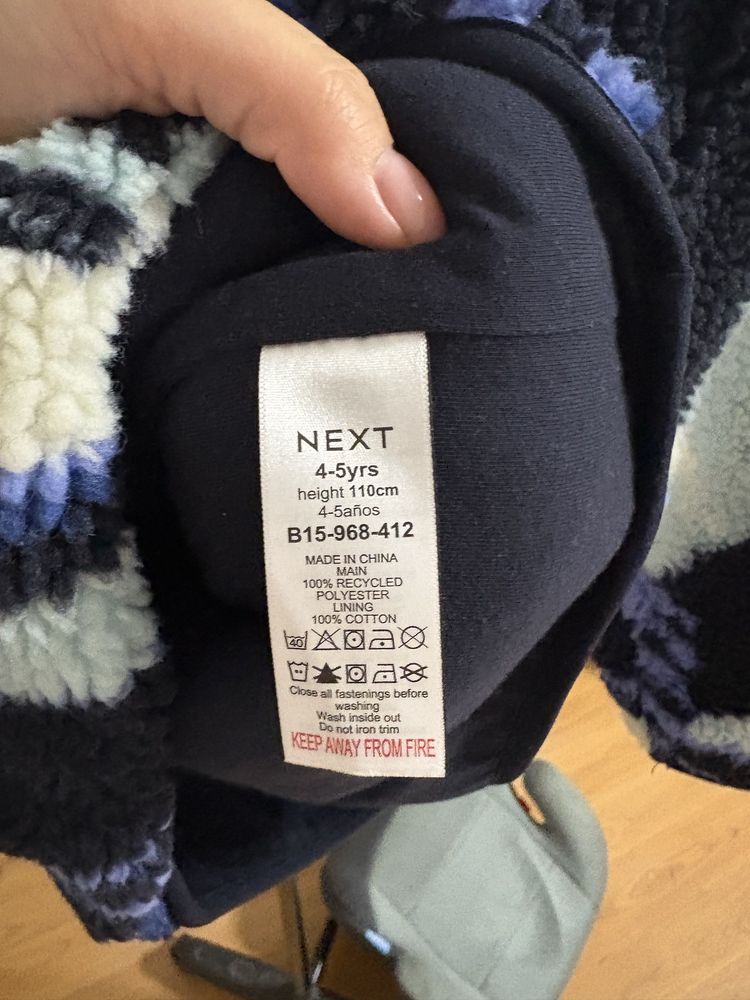 NEXT
4-5yrs
height 110cm
4-5años
B15-968-412
MADE IN CHINA
MAIN
100% RECYCLED
POLYESTER
LINING
100% COTTON
40
Close all fastenings before
washing
Wash inside out
Do not iron trim
KEEP AWAY FROM FIRE